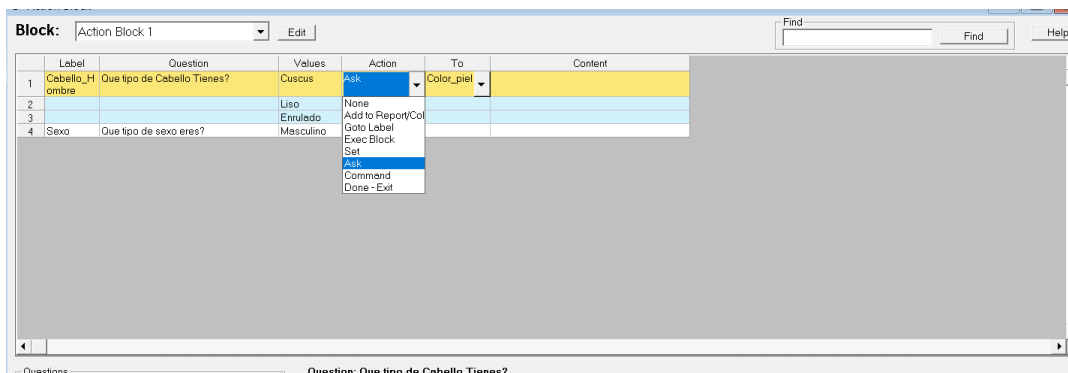 Block: Action Block 1 Edit Find Find Help
Label Question Values Action To Content
1 Cabello_H Que tipo de Cabello Tienes? Cuscus Ask Color_piel
ombre
2 Liso None
3 Enrulado Add to Report/Col
4 Sexo Que tipo de sexo eres? Masculino Goto Label
Exec Block
Set
Ask
Command
Done - Exit
Questions Question: Que tipo de Cabello Tienes?